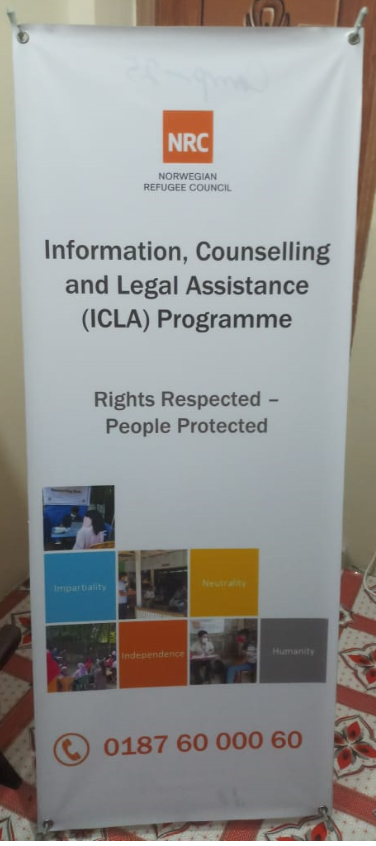 NRC
NORWEGIAN
REFUGEE COUNCIL
Information, Counselling
and Legal Assistance
(ICLA) Programme
Rights Respected –
People Protected
Impartiality
Neutrality
Independence
Humanity
0187 60 000 60